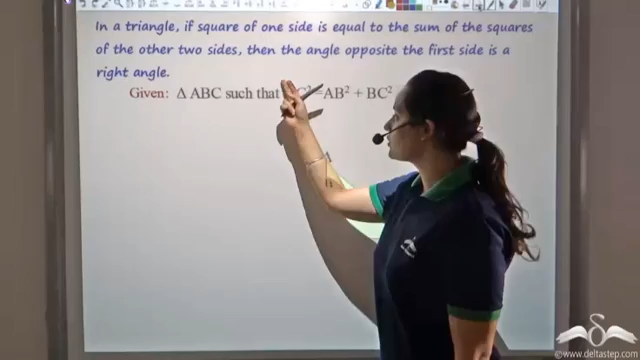 In a triangle, if square of one side is equal to the sum of the squares
of the other two sides, then the angle opposite the first side is a
right angle.
Given: Δ ABC such that C² =AB² + BC²
©www.deltastep.com